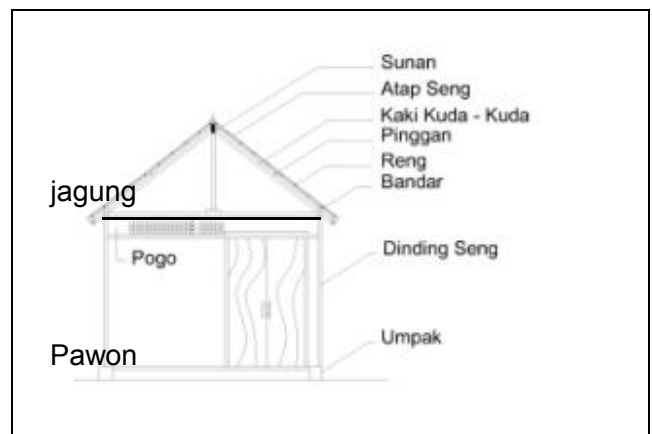 Sunan
Atap Seng
Kaki Kuda - Kuda
Pinggan
Reng
Bandar
jagung
Pogo
Dinding Seng
Pawon
Umpak